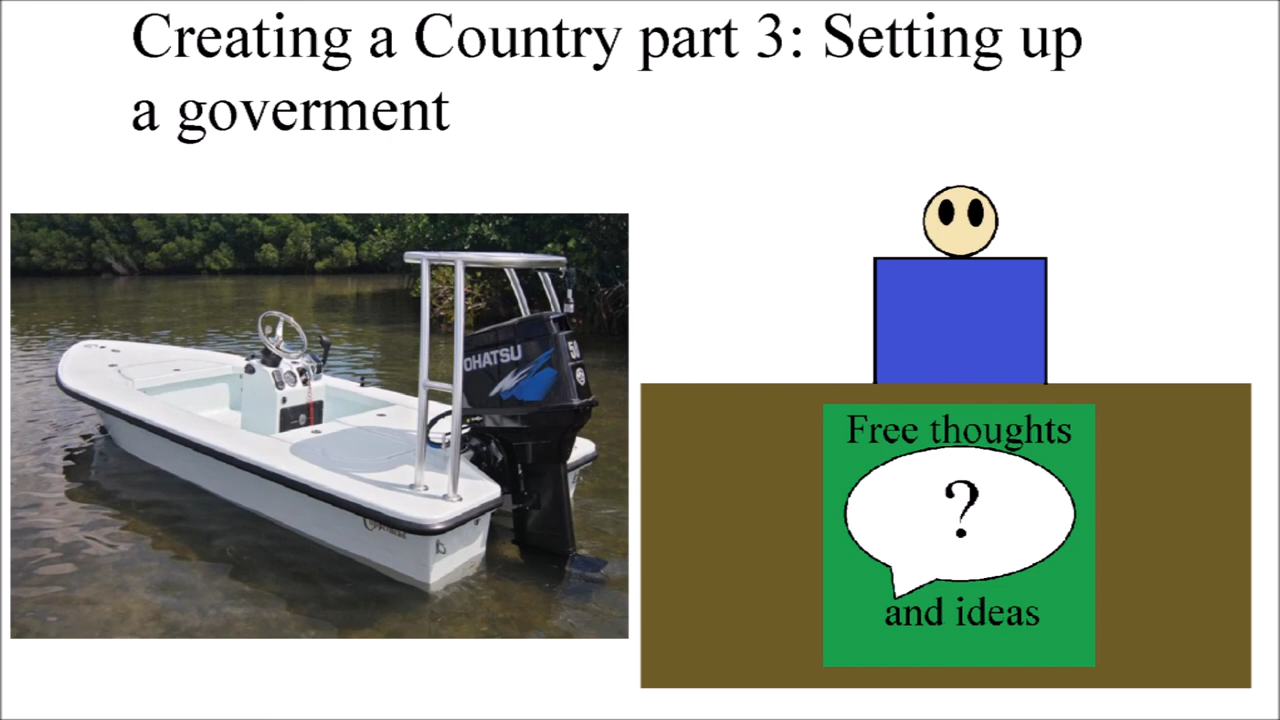 Creating a Country part 3: Setting up
a goverment
OHATSU
50
Free thoughts
?
and ideas